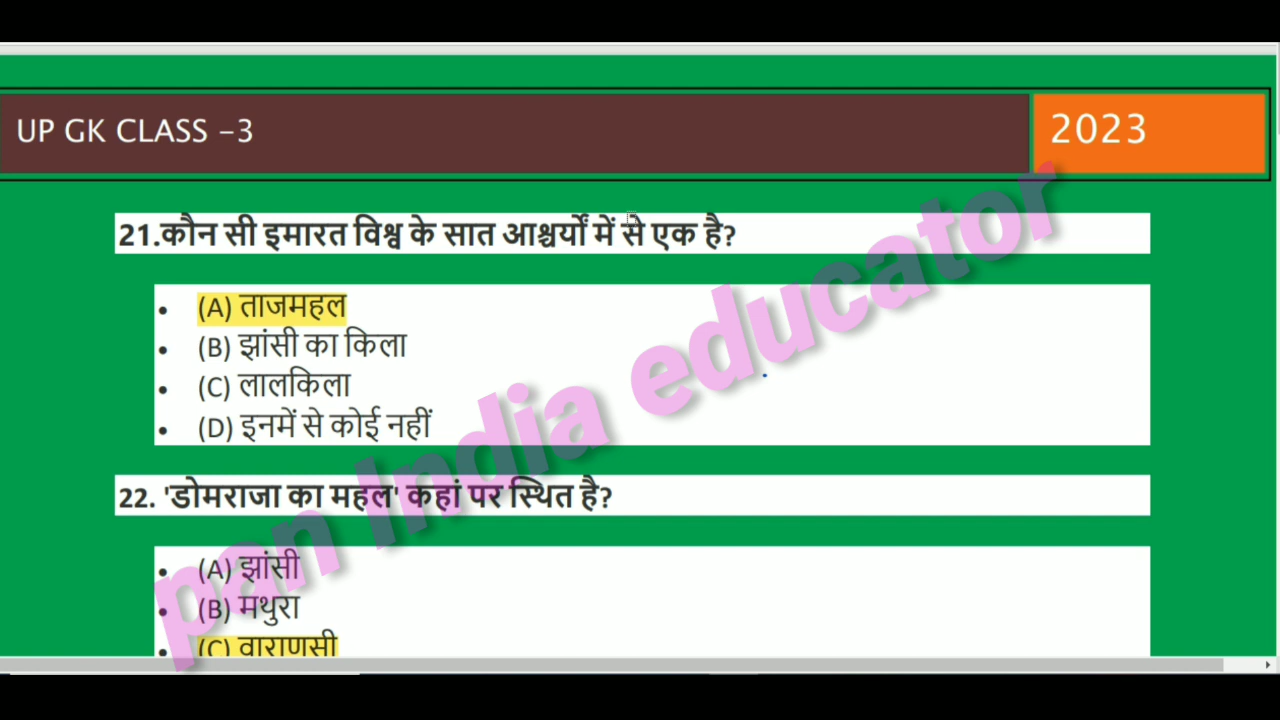 UP GK CLASS –3
2023
21.कौन सी इमारत विश्व के सात आश्चर्यों में से एक है?
• (A) ताजमहल
• (B) झांसी का किला
• (C) लालकिला
• (D) इनमें से कोई नहीं
22. 'डोमराजा का महल' कहां पर स्थित है?
• (A) झांसी
• (B) मथुरा
• (C) वाराणसी
pan India educator